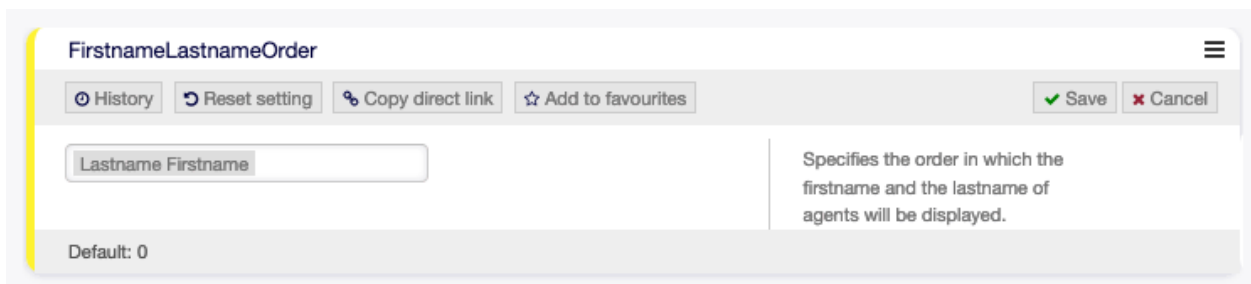 FirstnameLastnameOrder
History Reset setting Copy direct link Add to favourites Save Cancel
Lastname Firstname
Specifies the order in which the
firstname and the lastname of
agents will be displayed.
Default: 0